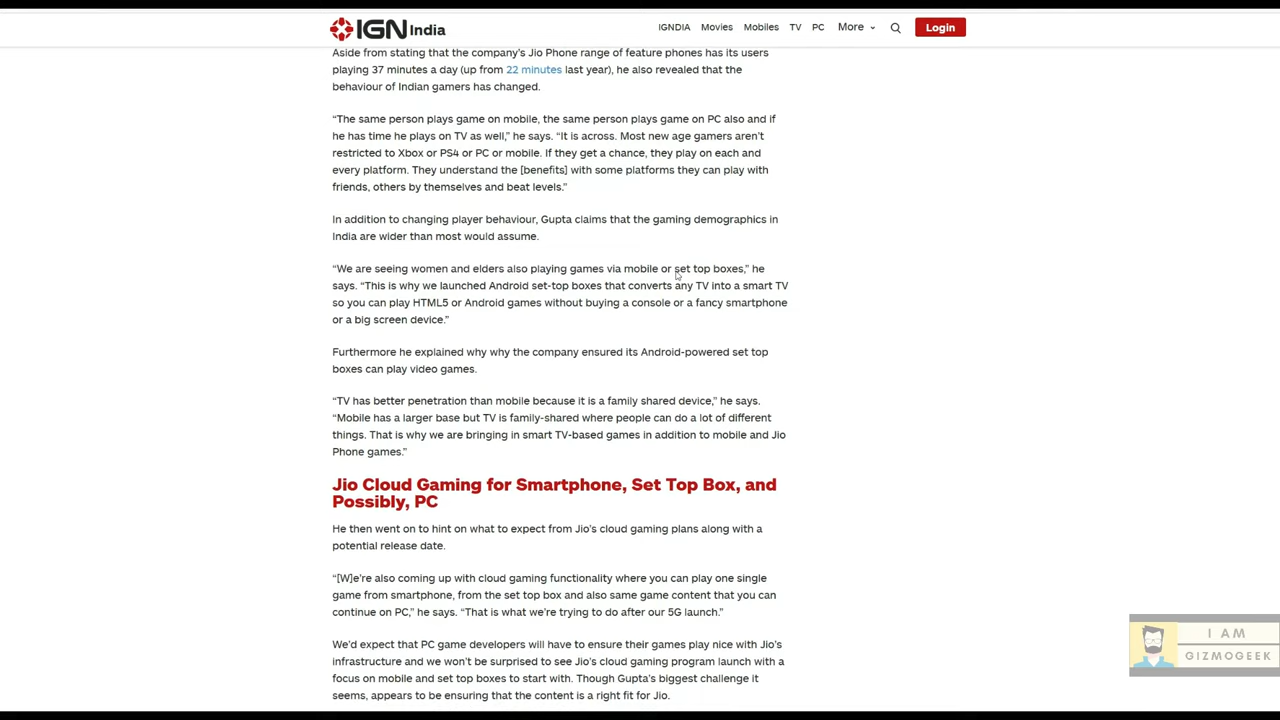 IGN India
IGNDIA Movies Mobiles TV PC More Login
Aside from stating that the company's Jio Phone range of feature phones has its users
playing 37 minutes a day (up from 22 minutes last year), he also revealed that the
behaviour of Indian gamers has changed.
“The same person plays game on mobile, the same person plays game on PC also and if
he has time he plays on TV as well,” he says. “It is across. Most new age gamers aren’t
restricted to Xbox or PS4 or PC or mobile. If they get a chance, they play on each and
every platform. They understand the [benefits] with some platforms they can play with
friends, others by themselves and beat levels.”
In addition to changing player behaviour, Gupta claims that the gaming demographics in
India are wider than most would assume.
“We are seeing women and elders also playing games via mobile or set top boxes,” he
says. “This is why we launched Android set-top boxes that converts any TV into a smart TV
so you can play HTML5 or Android games without buying a console or a fancy smartphone
or a big screen device.”
Furthermore he explained why why the company ensured its Android-powered set top
boxes can play video games.
“TV has better penetration than mobile because it is a family shared device,” he says.
“Mobile has a larger base but TV is family-shared where people can do a lot of different
things. That is why we are bringing in smart TV-based games in addition to mobile and Jio
Phone games.”
Jio Cloud Gaming for Smartphone, Set Top Box, and
Possibly, PC
He then went on to hint on what to expect from Jio’s cloud gaming plans along with a
potential release date.
“[W]e’re also coming up with cloud gaming functionality where you can play one single
game from smartphone, from the set top box and also same game content that you can
continue on PC,” he says. “That is what we’re trying to do after our 5G launch.”
We’d expect that PC game developers will have to ensure their games play nice with Jio’s
infrastructure and we won’t be surprised to see Jio’s cloud gaming program launch with a
focus on mobile and set top boxes to start with. Though Gupta’s biggest challenge it
seems, appears to be ensuring that the content is a right fit for Jio.
I AM
GIZMOGEEK